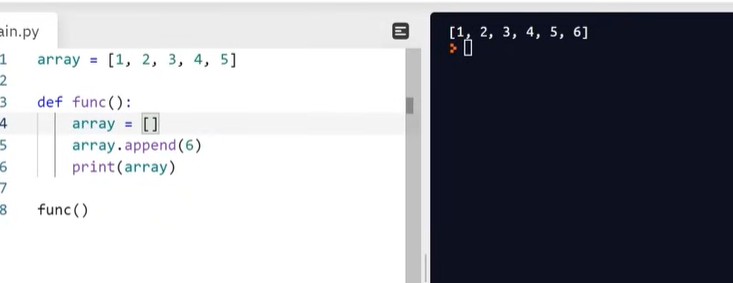 ain.py
1 array = [1, 2, 3, 4, 5]
2
3 def func():
4 array = []
5 array.append(6)
6 print(array)
7
8 func()
[1, 2, 3, 4, 5, 6]